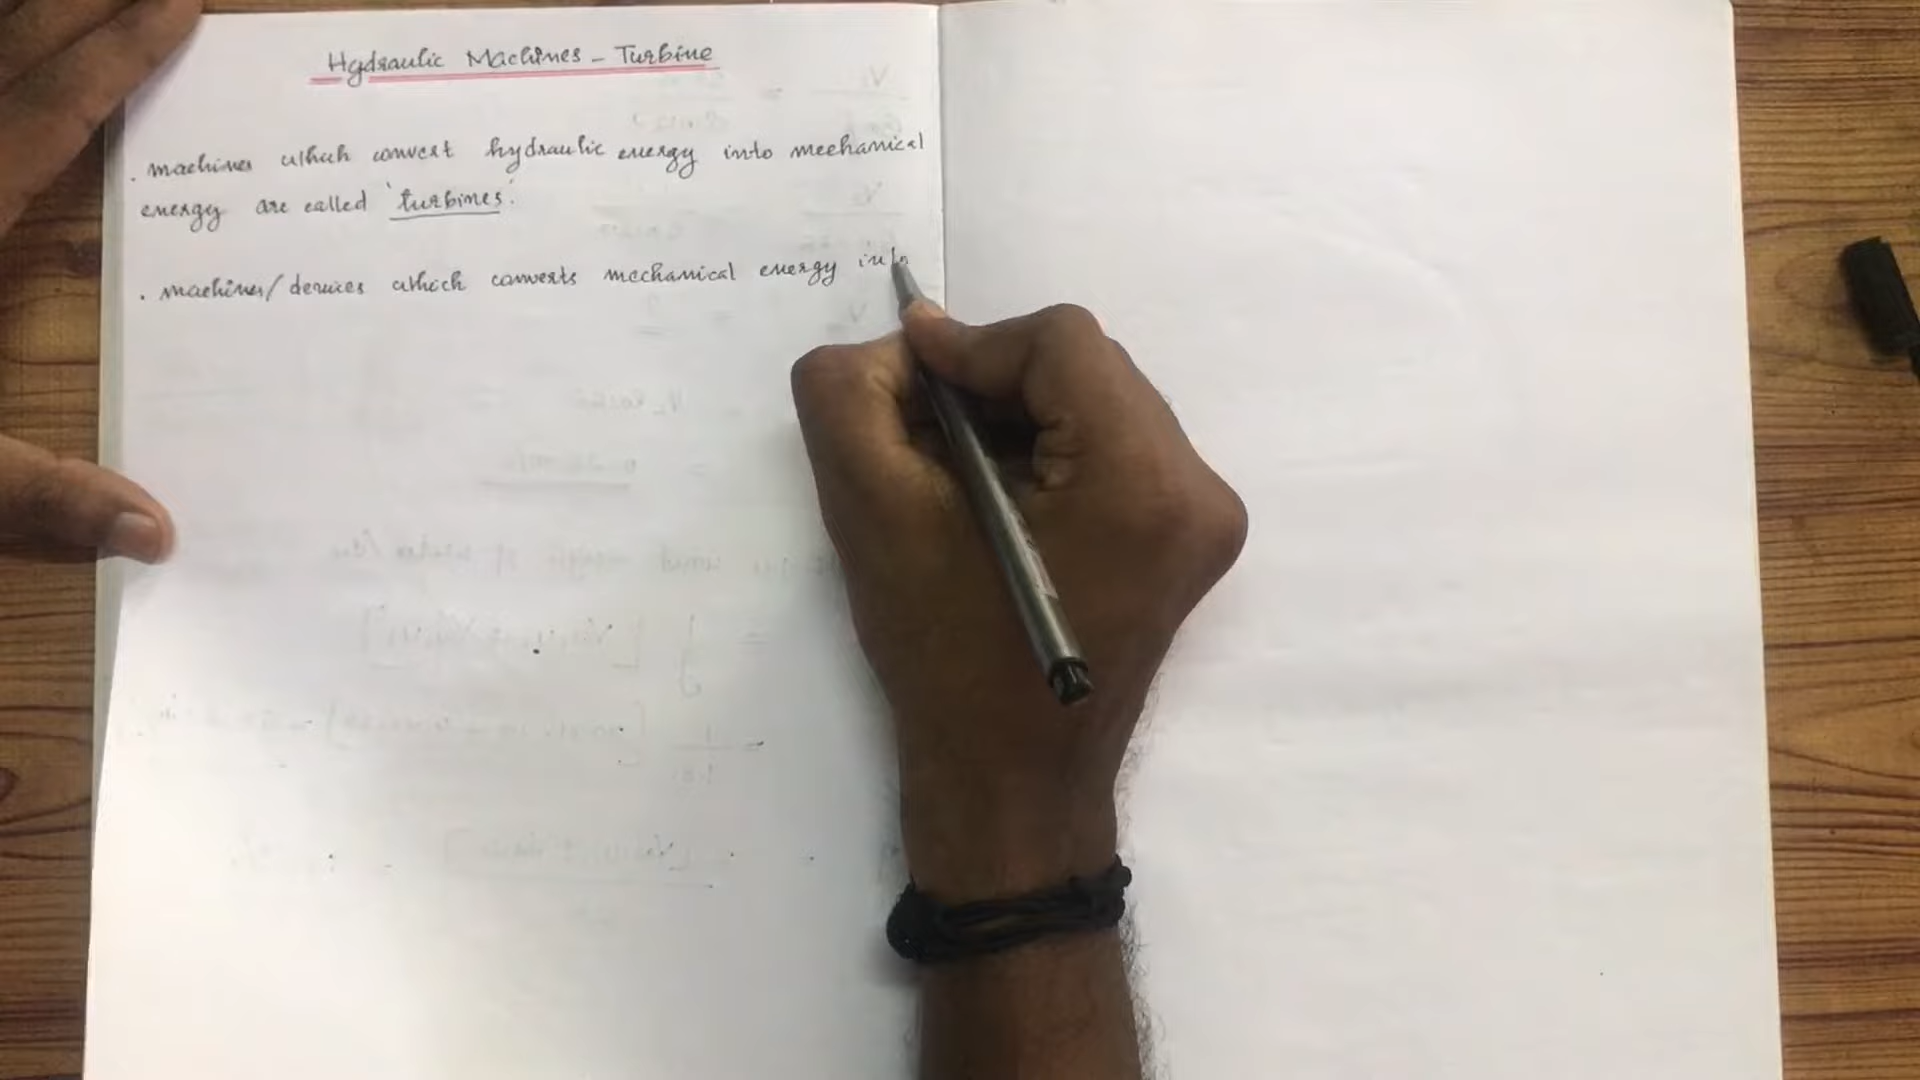 Hydraulic Machines - Turbine
. machines which convert hydraulic energy into mechanical
energy are called 'turbines'.
. machines/devices which converts mechanical energy into